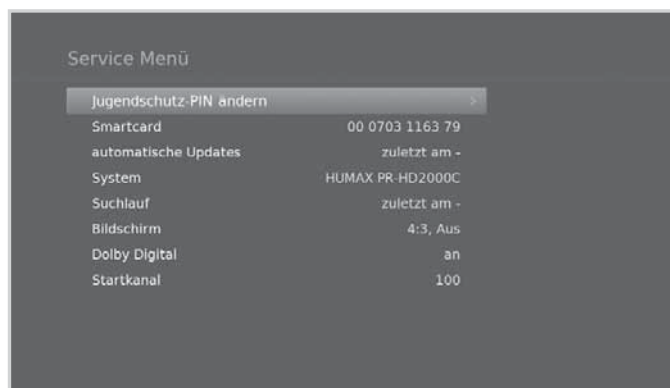 Service Menü
Jugendschutz-PIN ändern
Smartcard 00 0703 1163 79
automatische Updates zuletzt am -
System HUMAX PR-HD2000C
Suchlauf zuletzt am -
Bildschirm 4:3, Aus
Dolby Digital an
Startkanal 100